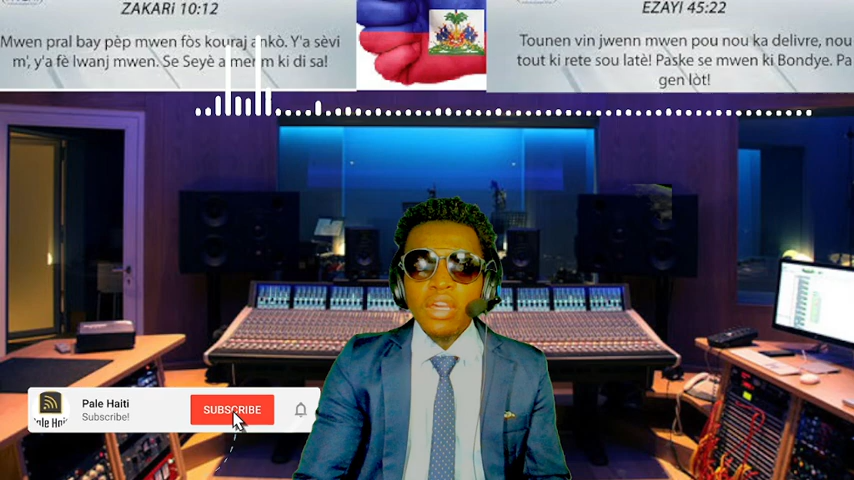 ZAKARi 10:12
Mwen pral bay pèp mwen fòs kouraj ankò. Y'a sèvi
m', y'a fè lwanj mwen. Se Seyè a menm ki di sa!
EZAYI 45:22
Tounen vin jwenn mwen pou nou ka delivre, nou
tout ki rete sou latè! Paske se mwen ki Bondye. Pa
gen lòt!
Pale Haiti
Subscribe!
SUBSCRIBE